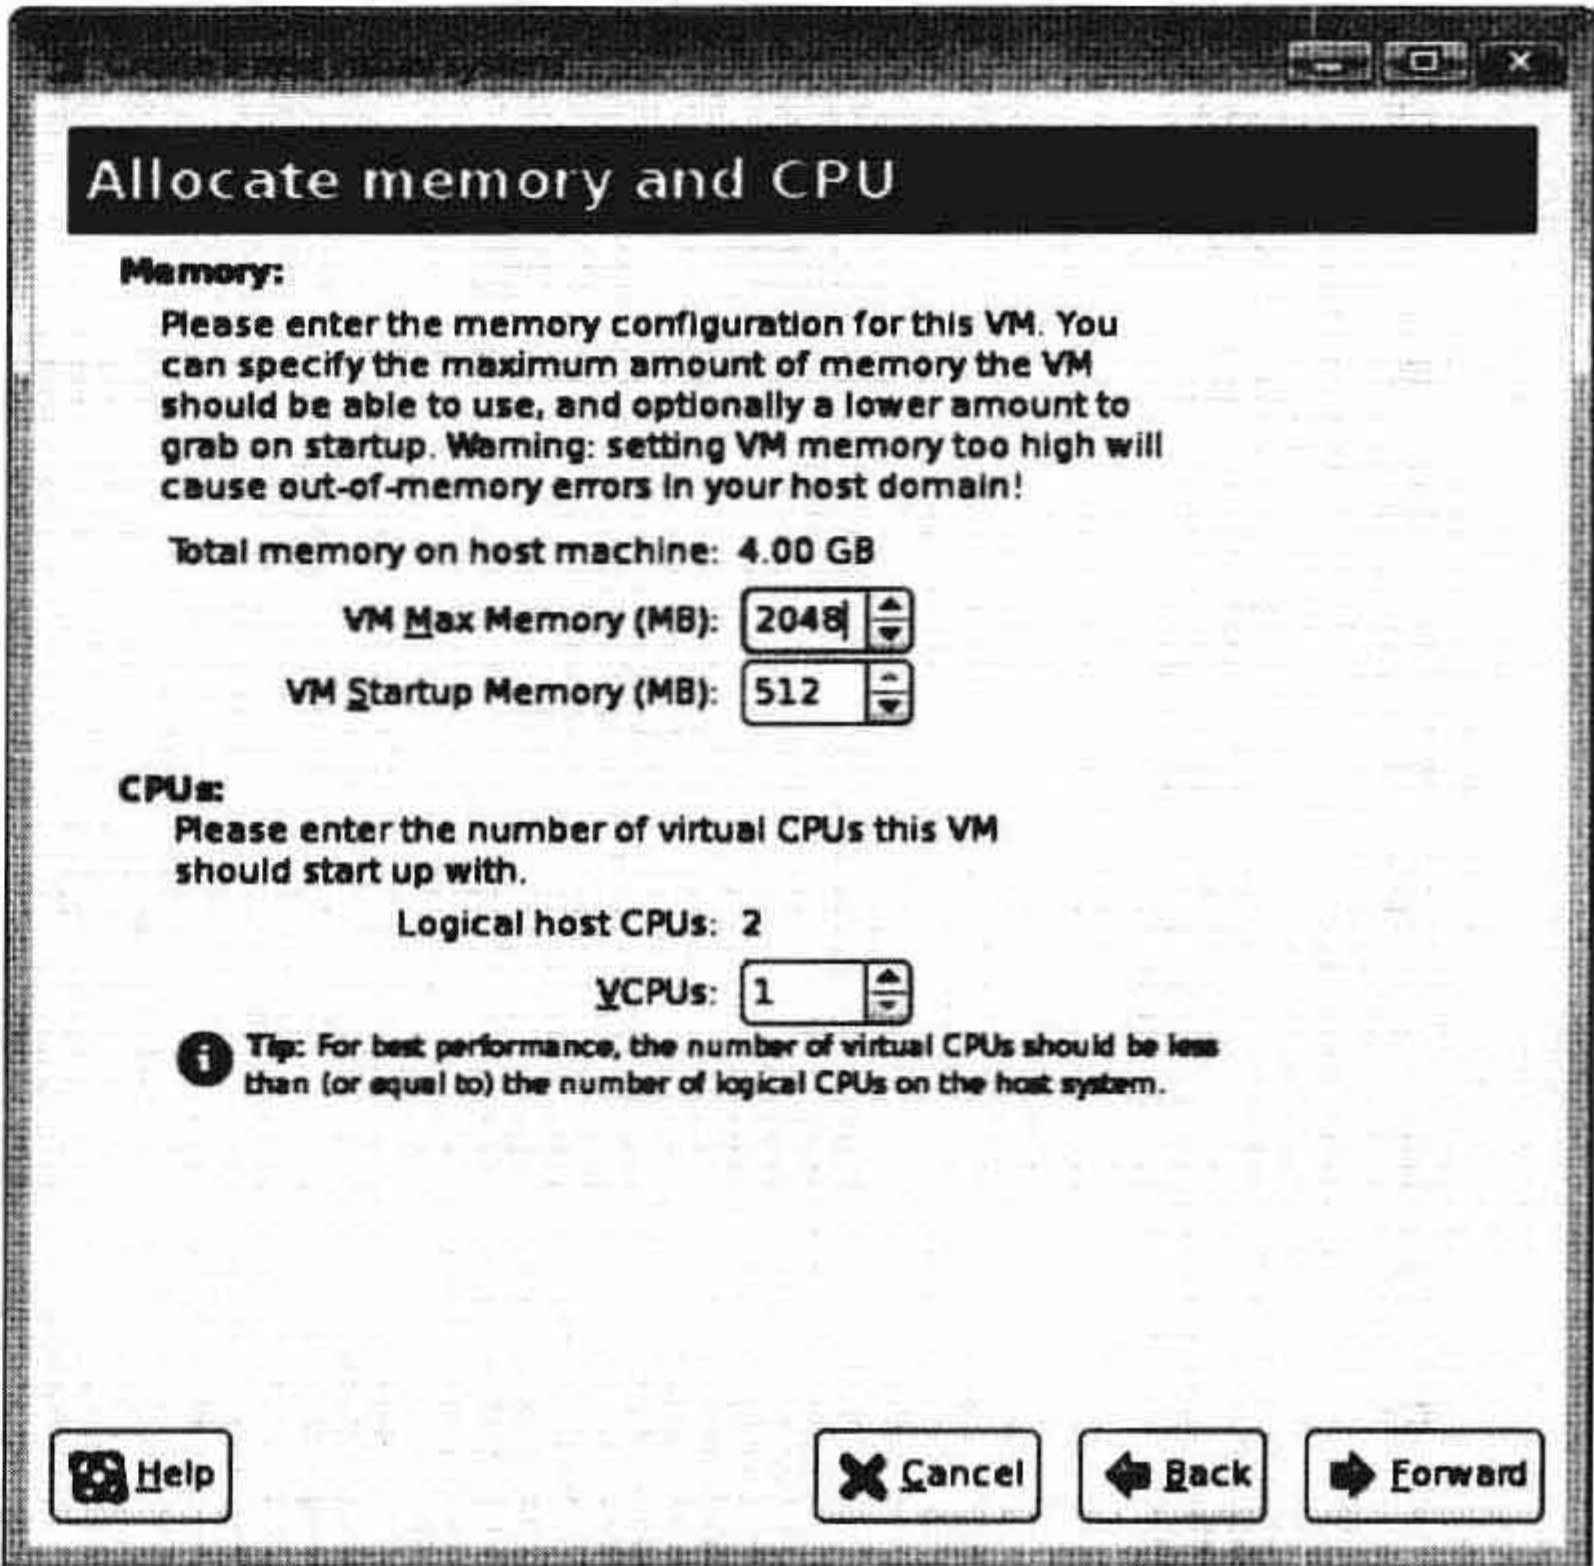 Allocate memory and CPU
Memory:
Please enter the memory configuration for this VM. You
can specify the maximum amount of memory the VM
should be able to use, and optionally a lower amount to
grab on startup. Warning: setting VM memory too high will
cause out-of-memory errors in your host domain!
Total memory on host machine: 4.00 GB
VM Max Memory (MB): 2048
VM Startup Memory (MB): 512
CPUs:
Please enter the number of virtual CPUs this VM
should start up with.
Logical host CPUs: 2
VCPUs: 1
Tip: For best performance, the number of virtual CPUs should be less
than (or equal to) the number of logical CPUs on the host system.
Help Cancel Back Forward